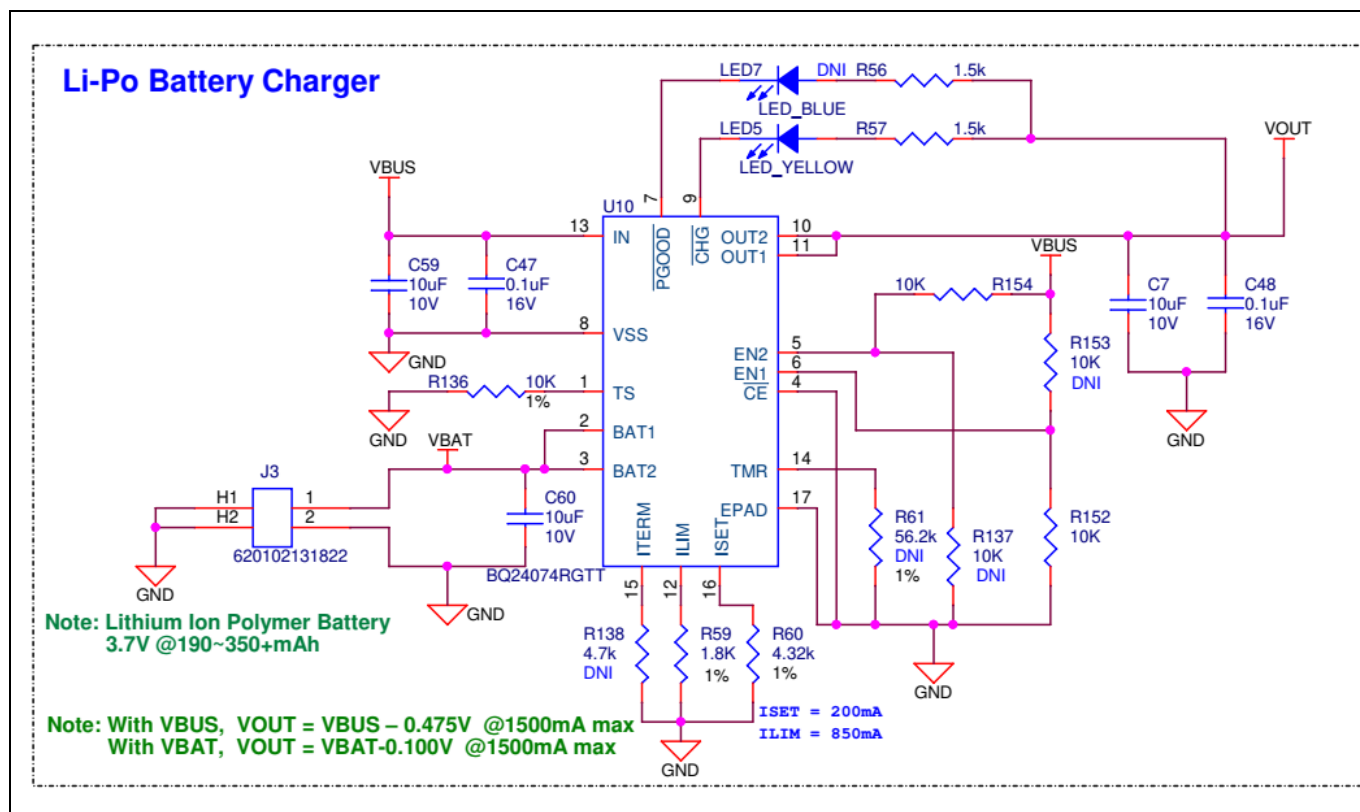 Li-Po Battery Charger
LED7
DNI
R56
1.5k
LED_BLUE
LED5
R57
1.5k
LED_YELLOW
VOUT
VBUS
7
9
U10
13
IN
PGOOD
CHG
OUT2
10
OUT1
11
VBUS
C59
10uF
10V
C47
0.1uF
16V
10K
R154
C7
10uF
10V
C48
0.1uF
16V
8
VSS
GND
EN2
5
EN1
6
CE
4
R153
10K
DNI
R136
10K
1%
1
TS
GND
GND
2
BAT1
VBAT
3
BAT2
TMR
14
J3
H1
1
H2
2
620102131822
C60
10uF
10V
EPAD
17
R61
56.2k
DNI
1%
R137
10K
DNI
R152
10K
ITERM
ILIM
ISET
BQ24074RGTT
15
12
16
GND
GND
Note: Lithium Ion Polymer Battery
3.7V @190~350+mAh
R138
4.7k
DNI
R59
1.8K
1%
R60
4.32k
1%
GND
Note: With VBUS, VOUT = VBUS – 0.475V @1500mA max
With VBAT, VOUT = VBAT-0.100V @1500mA max
ISET = 200mA
ILIM = 850mA
GND